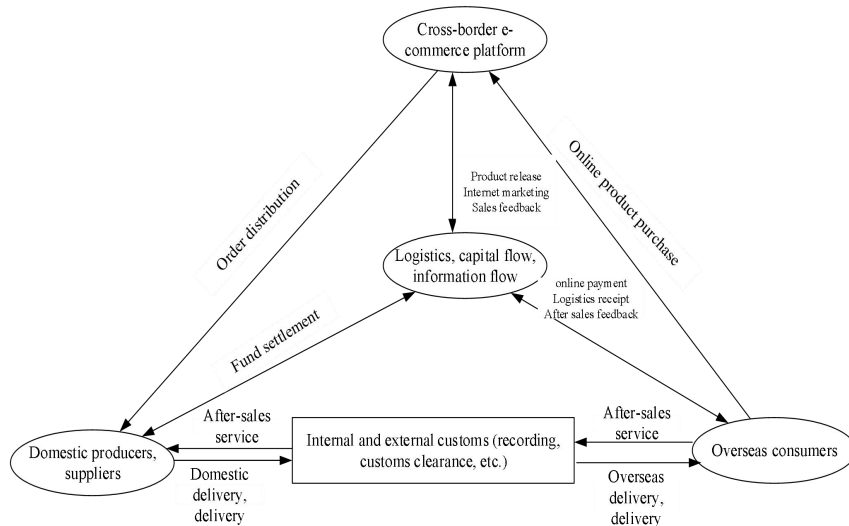 Cross-border e-
commerce platform
Order distribution
Product release
Internet marketing
Sales feedback
Online product purchase
Logistics, capital flow,
information flow
online payment
Logistics receipt
After sales feedback
Fund settlement
After-sales
service
Internal and external customs (recording,
customs clearance, etc.)
After-sales
service
Domestic producers,
suppliers
Overseas consumers
Domestic
delivery,
delivery
Overseas
delivery,
delivery